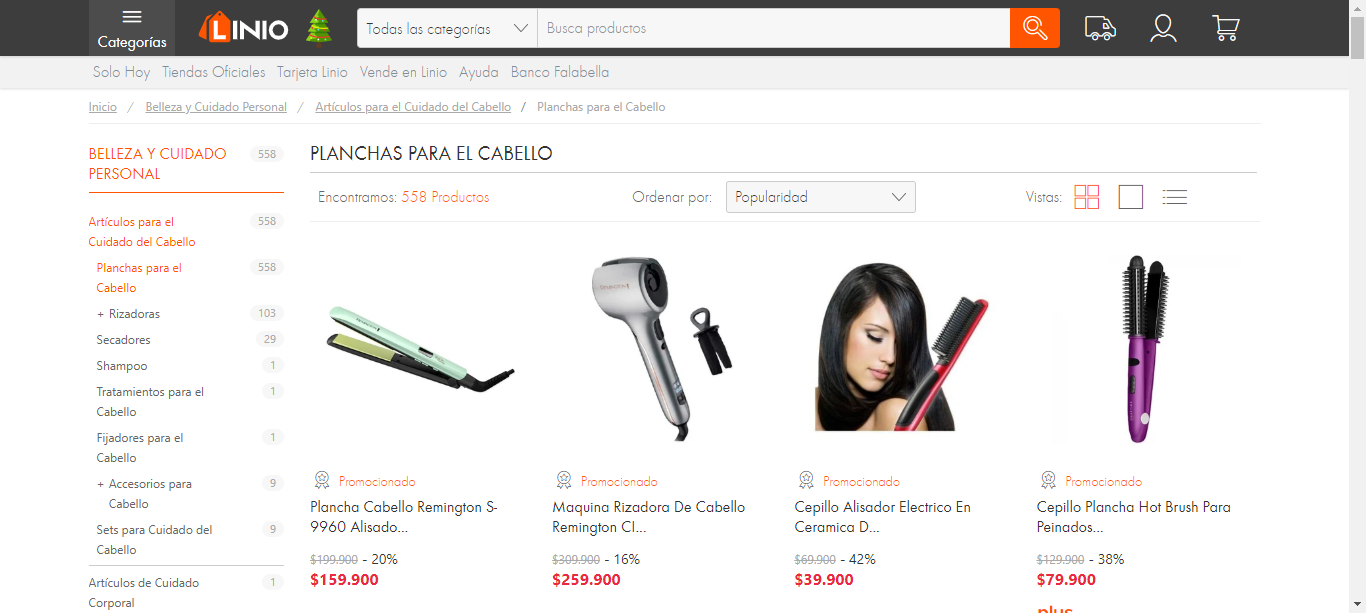 Categorías
LINIO
Todas las categorías
Busca productos
Solo Hoy
Tiendas Oficiales
Tarjeta Linio
Vende en Linio
Ayuda
Banco Falabella
Inicio / Belleza y Cuidado Personal / Artículos para el Cuidado del Cabello / Planchas para el Cabello
BELLEZA Y CUIDADO
PERSONAL
558
Artículos para el
Cuidado del Cabello
558
Planchas para el
Cabello
558
+ Rizadoras
103
Secadores
29
Shampoo
1
Tratamientos para el
Cabello
1
Fijadores para el
Cabello
1
+ Accesorios para
Cabello
9
Sets para Cuidado del
Cabello
9
Artículos de Cuidado
Corporal
1
PLANCHAS PARA EL CABELLO
Encontramos: 558 Productos
Ordenar por:
Popularidad
Vistas:
Promocionado
Plancha Cabello Remington S-
9960 Alisado...
$199.900 - 20%
$159.900
Promocionado
Maquina Rizadora De Cabello
Remington CI...
$309.900 - 16%
$259.900
Promocionado
Cepillo Alisador Electrico En
Ceramica D...
$69.900 - 42%
$39.900
Promocionado
Cepillo Plancha Hot Brush Para
Peinados...
$129.900 - 38%
$79.900
plus